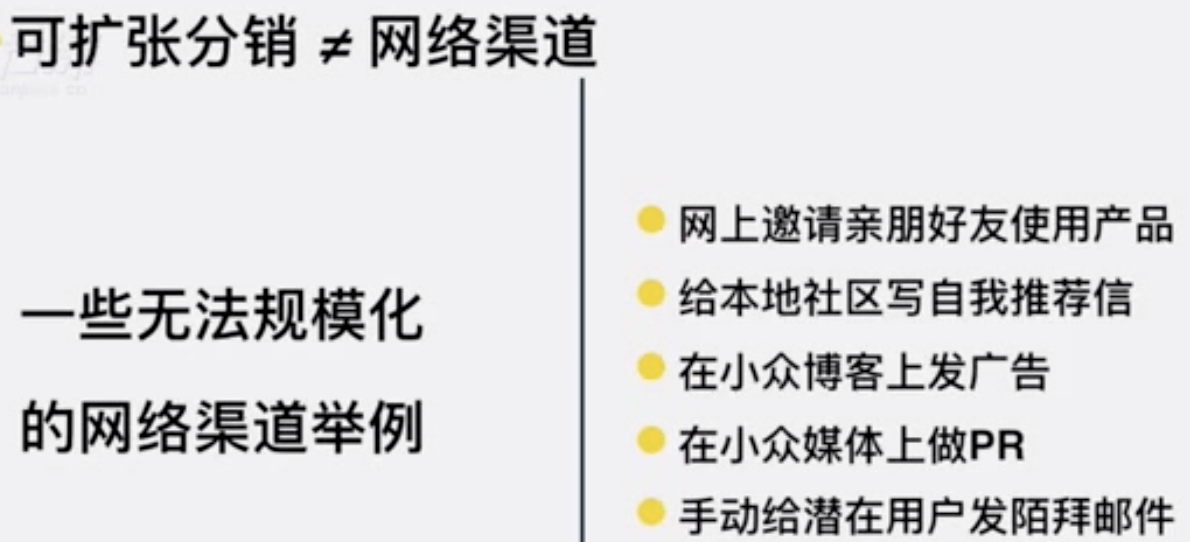 可扩张分销 ≠ 网络渠道
一些无法规模化
的网络渠道举例
网上邀请亲朋好友使用产品
给本地社区写自我推荐信
在小众博客上发广告
在小众媒体上做PR
手动给潜在用户发陌拜邮件